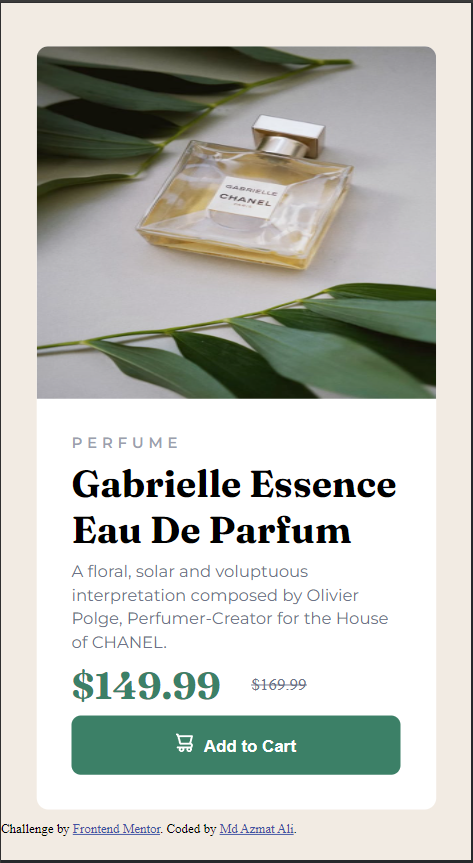 GABRIELLE
CHANEL
PARIS
PERFUME
Gabrielle Essence
Eau De Parfum
A floral, solar and voluptuous
interpretation composed by Olivier
Polge, Perfumer-Creator for the House
of CHANEL.
$149.99 $169.99
Add to Cart
Challenge by Frontend Mentor. Coded by Md Azmat Ali.